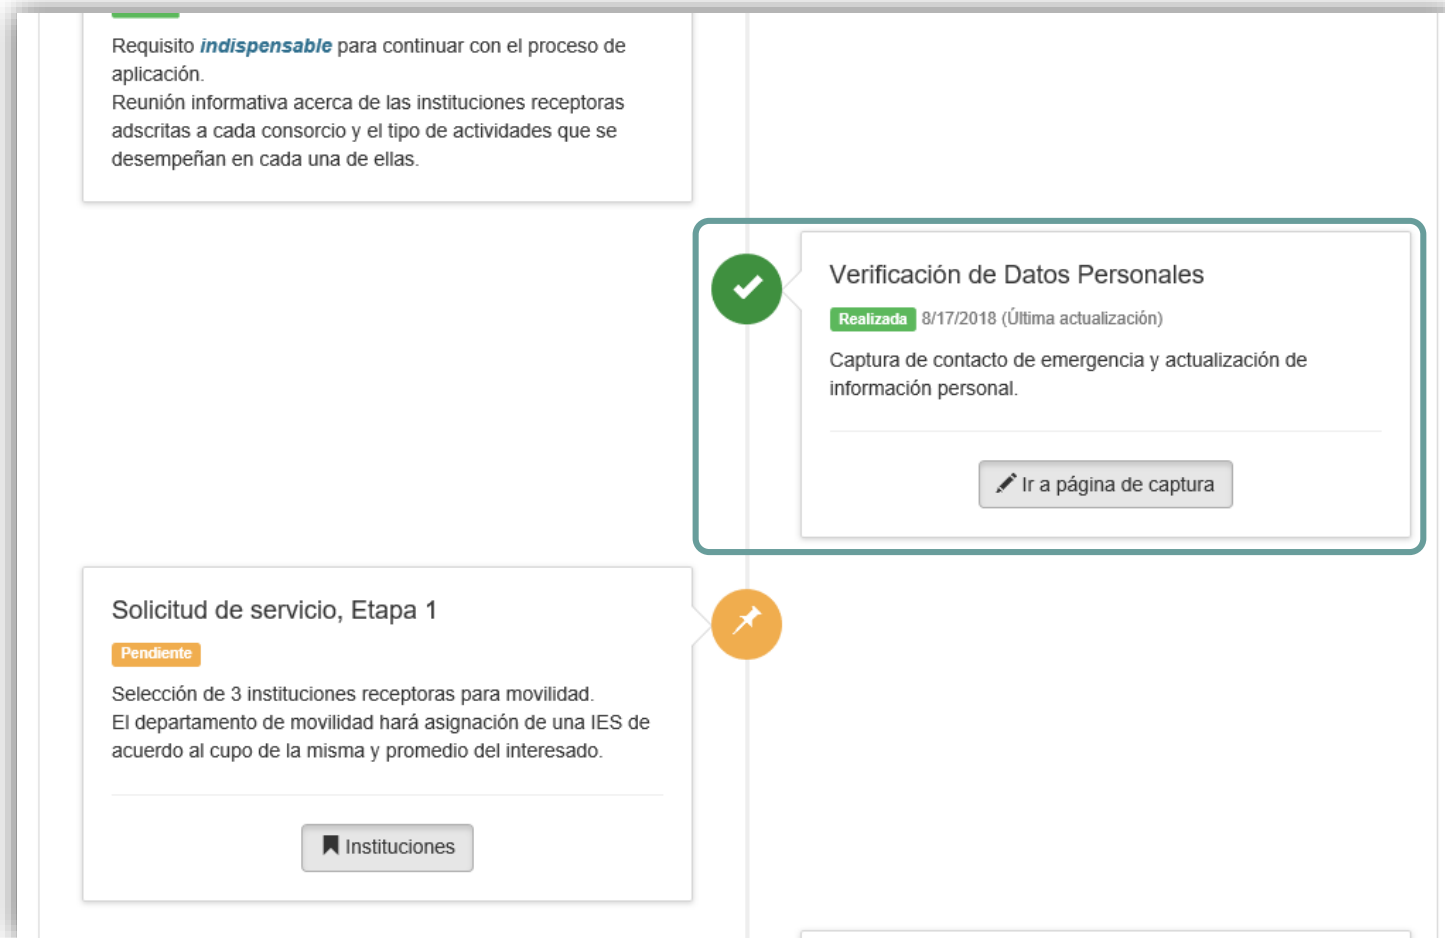 Requisito indispensable para continuar con el proceso de
aplicación.
Reunión informativa acerca de las instituciones receptoras
adscritas a cada consorcio y el tipo de actividades que se
desempeñan en cada una de ellas.
Verificación de Datos Personales
Realizada 8/17/2018 (Última actualización)
Captura de contacto de emergencia y actualización de
información personal.
Ir a página de captura
Solicitud de servicio, Etapa 1
Pendiente
Selección de 3 instituciones receptoras para movilidad.
El departamento de movilidad hará asignación de una IES de
acuerdo al cupo de la misma y promedio del interesado.
Instituciones